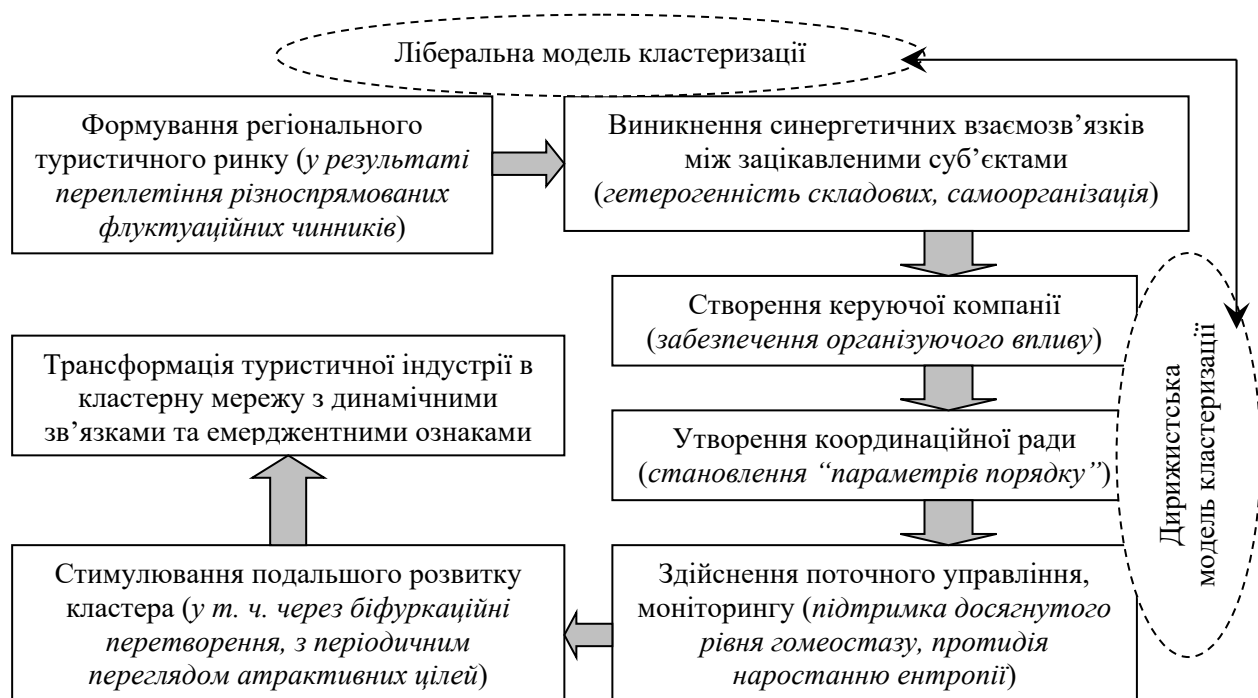 Ліберальна модель кластеризації
Формування регіонального
туристичного ринку (у результаті
переплетіння різноспрямованих
флуктуаційних чинників)
Виникнення синергетичних взаємозв’язків
між зацікавленими суб’єктами
(гетерогенність складових, самоорганізація)
Створення керуючої компанії
(забезпечення організуючого впливу)
Утворення координаційної ради
(становлення “параметрів порядку”)
Дирижистська
модель кластеризації
Здійснення поточного управління,
моніторингу (підтримка досягнутого
рівня гомеостазу, протидія
наростанню ентропії)
Стимулювання подальшого розвитку
кластера (у т. ч. через біфуркаційні
перетворення, з періодичним
переглядом атрактивних цілей)
Трансформація туристичної індустрії в
кластерну мережу з динамічними
зв’язками та емерджентними ознаками